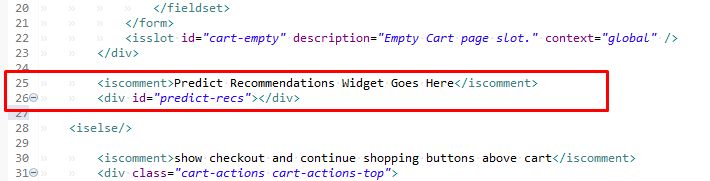 20 </fieldset>
21 </form>
22 <isslot id="cart-empty" description="Empty Cart page slot." context="global" />
23 </div>
24
25 <iscomment>Predict Recommendations Widget Goes Here</iscomment>
26 <div id="predict-recs"></div>
27
28 <iselse/>
29
30 <iscomment>show checkout and continue shopping buttons above cart</iscomment>
31 <div class="cart-actions cart-actions-top">